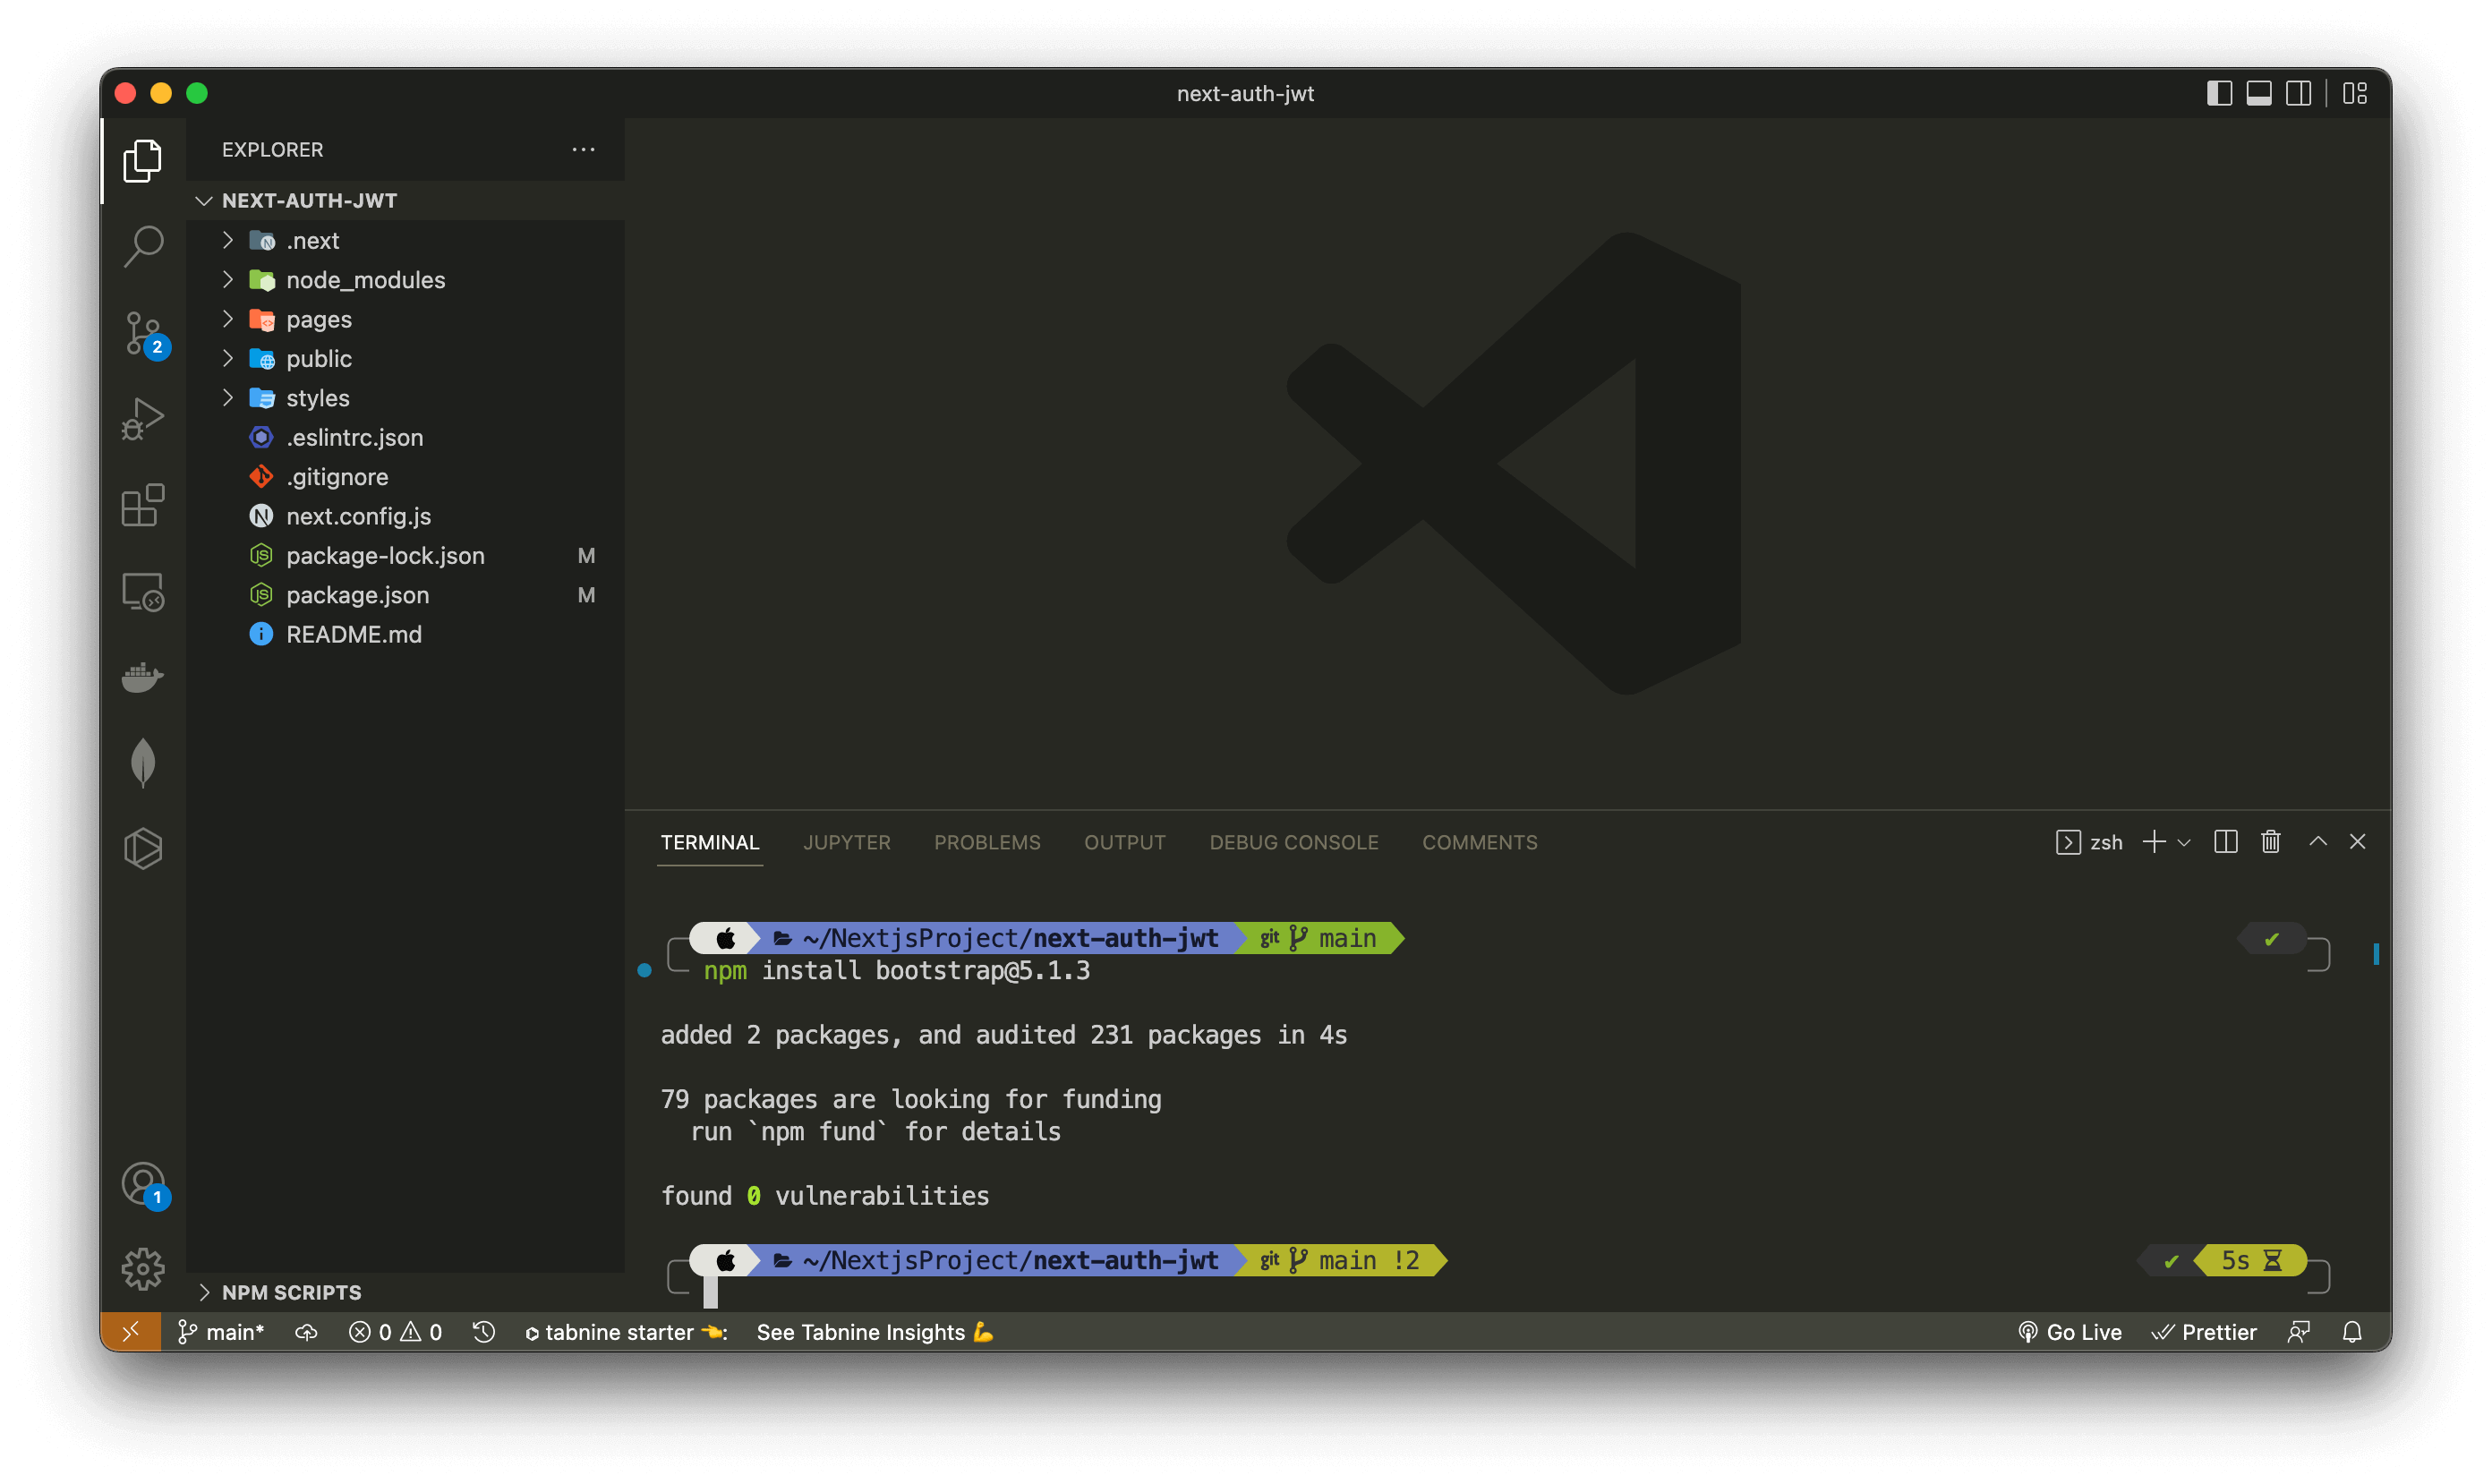 next-auth-jwt
EXPLORER
NEXT-AUTH-JWT
.next
node_modules
pages
public
styles
.eslintrc.json
.gitignore
next.config.js
package-lock.json M
package.json M
README.md
2
1
NPM SCRIPTS
TERMINAL JUPYTER PROBLEMS OUTPUT DEBUG CONSOLE COMMENTS zsh
~/NextjsProject/next-auth-jwt git main ✔
npm install bootstrap@5.1.3
added 2 packages, and audited 231 packages in 4s
79 packages are looking for funding
run `npm fund` for details
found 0 vulnerabilities
~/NextjsProject/next-auth-jwt git main !2 ✔ 5s
main* 0 0 tabnine starter 👈: See Tabnine Insights 💪 Go Live Prettier